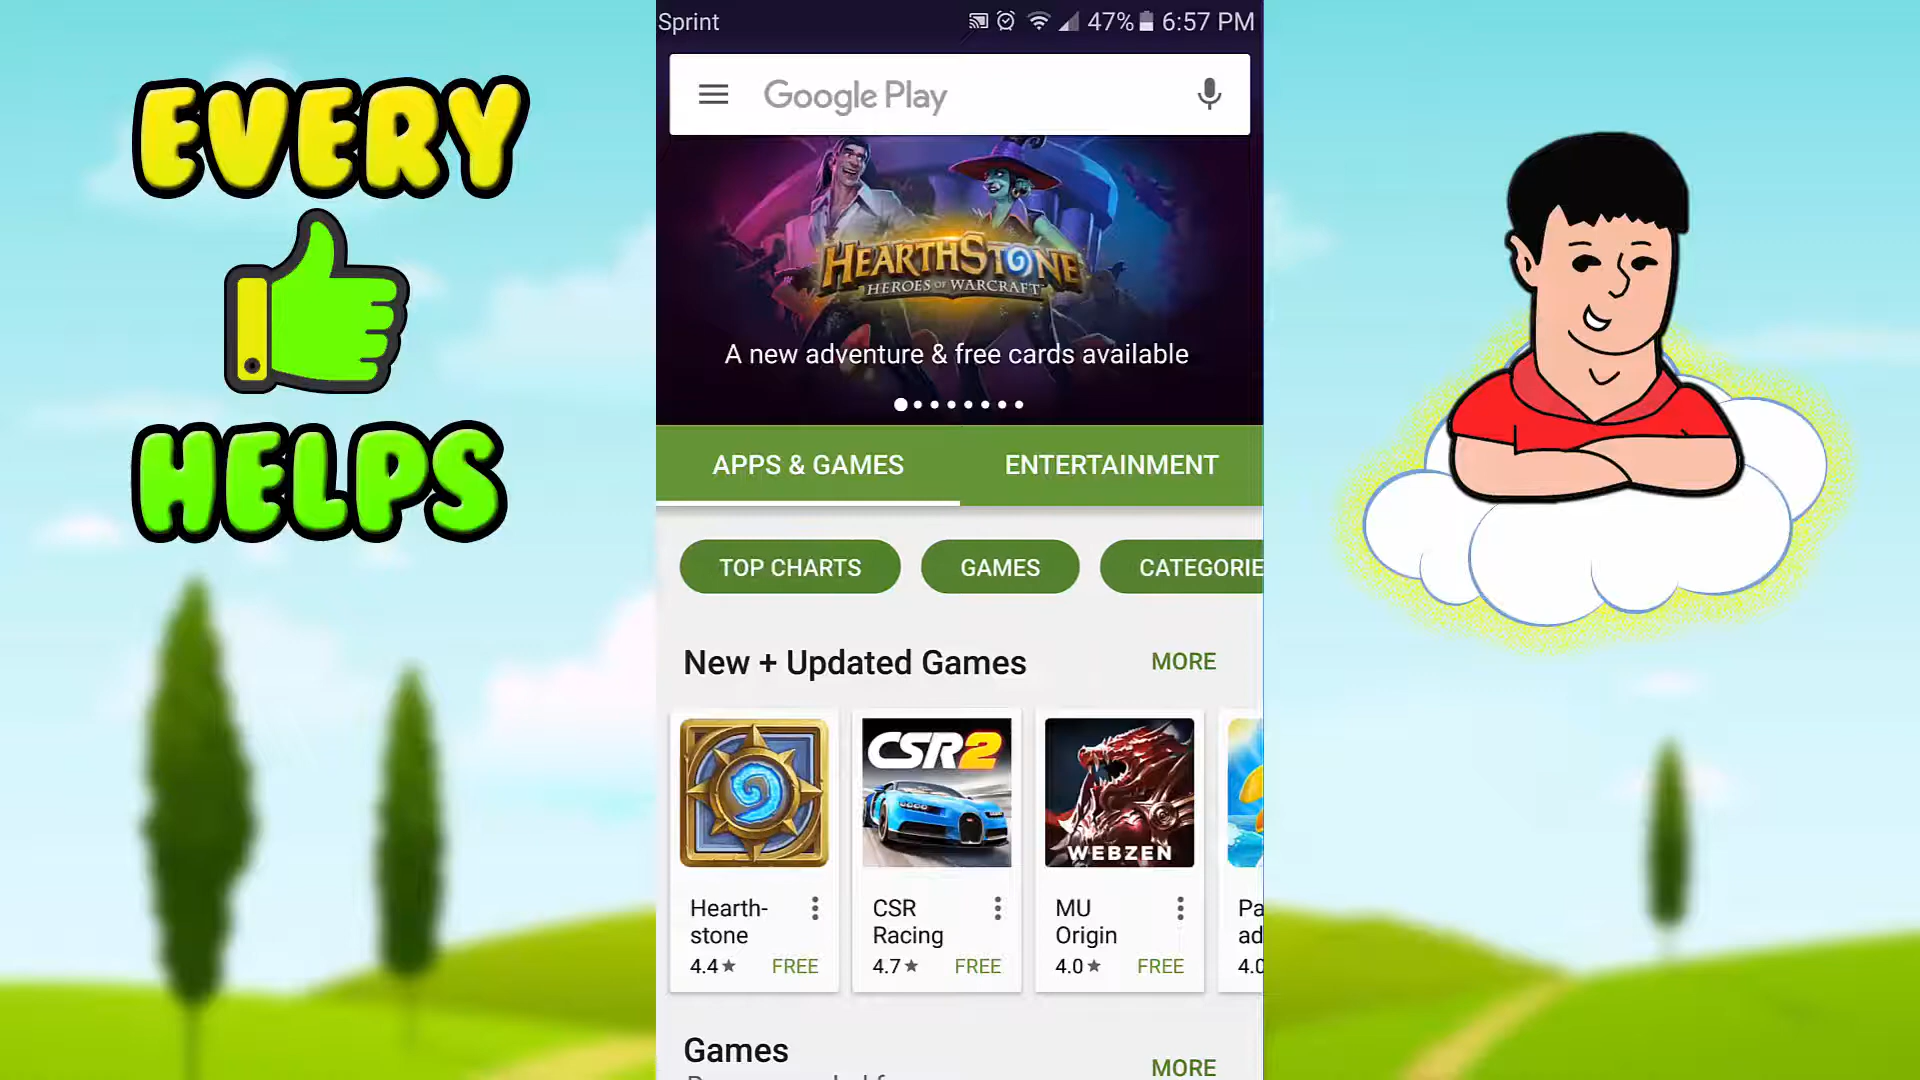 EVERY
HELPS
Sprint
47% 6:57 PM
Google Play
HEARTHSTONE
HEROES OF WARCRAFT
A new adventure & free cards available
APPS & GAMES
ENTERTAINMENT
TOP CHARTS
GAMES
CATEGORIE
New + Updated Games
MORE
CSR2
WEBZEN
Hearth-
stone
4.4★ FREE
CSR
Racing
4.7★ FREE
MU
Origin
4.0★ FREE
Pa
ad
4.0
Games
MORE